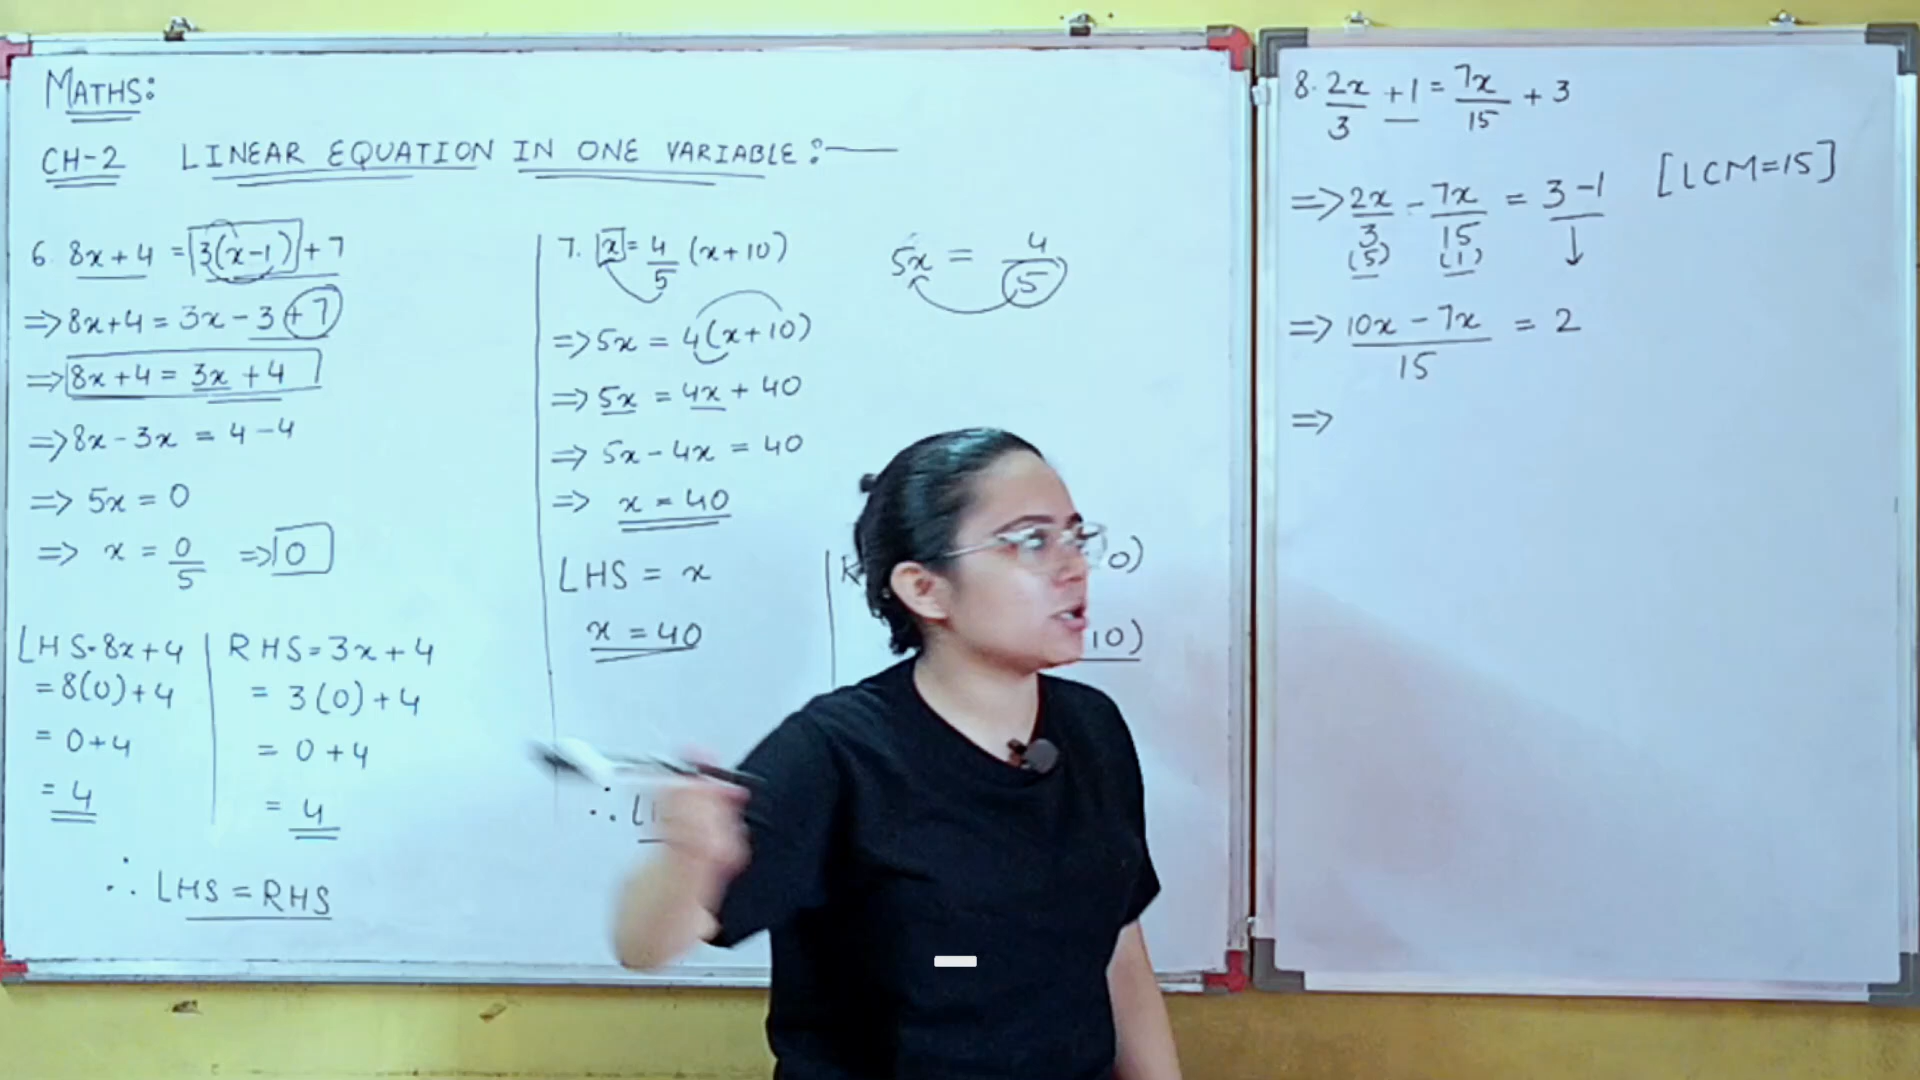 MATHS:
CH-2 LINEAR EQUATION IN ONE VARIABLE :—
6. 8x + 4 = 3(x-1) + 7
=> 8x+4 = 3x - 3 + 7
=> 8x+4 = 3x + 4
=> 8x - 3x = 4 - 4
=> 5x = 0
=> x = 0/5 => 0
LHS = 8x+4
= 8(0)+4
= 0+4
= 4
RHS = 3x + 4
= 3(0)+4
= 0+4
= 4
∴ LHS = RHS
7. x = 4/5 (x+10)
=> 5x = 4(x+10)
=> 5x = 4x + 40
=> 5x - 4x = 40
=> x = 40
LHS = x
x = 40
5x = 4/5
0)
10)
8. 2x/3 + 1 = 7x/15 + 3
=> 2x/3 - 7x/15 = 3 - 1 [LCM=15]
(5) (1)
=> 10x - 7x/15 = 2
=>